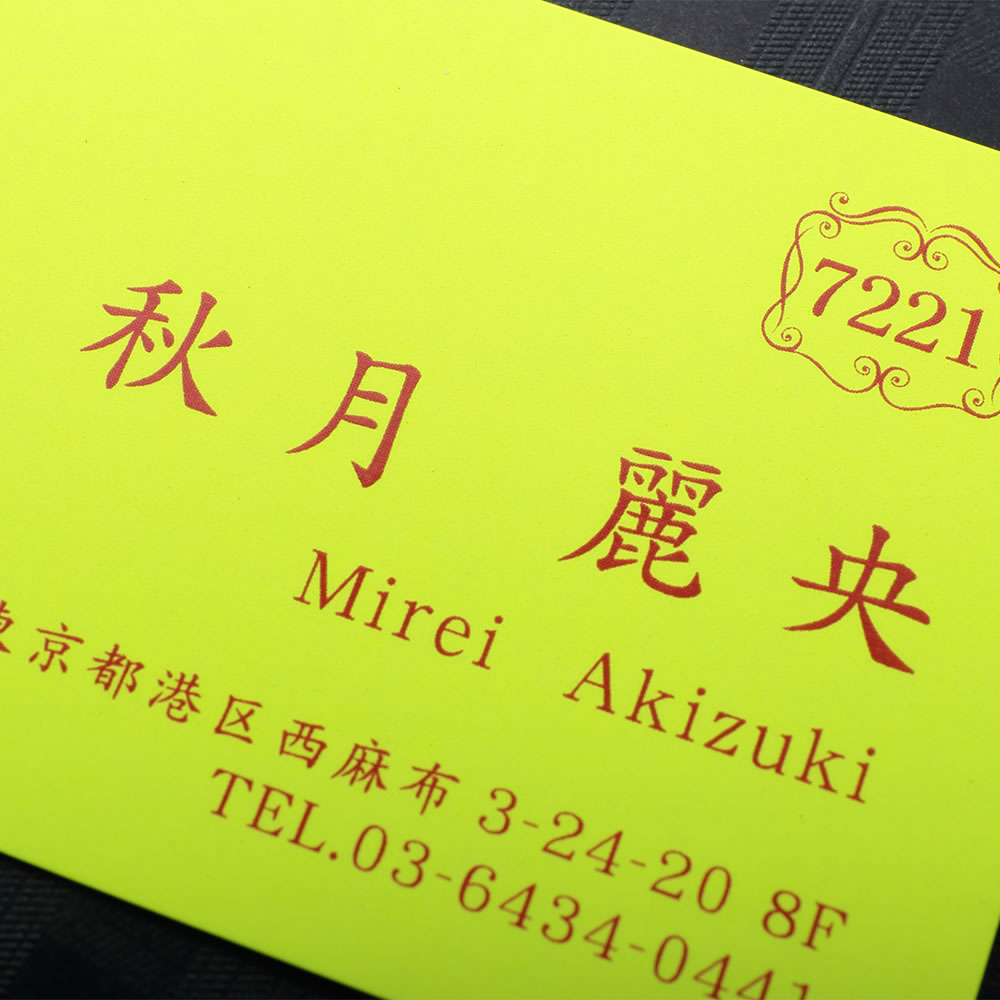 7221
秋月 麗央
Mirei Akizuki
東京都港区西麻布 3-24-20 8F
TEL.03-6434-0441